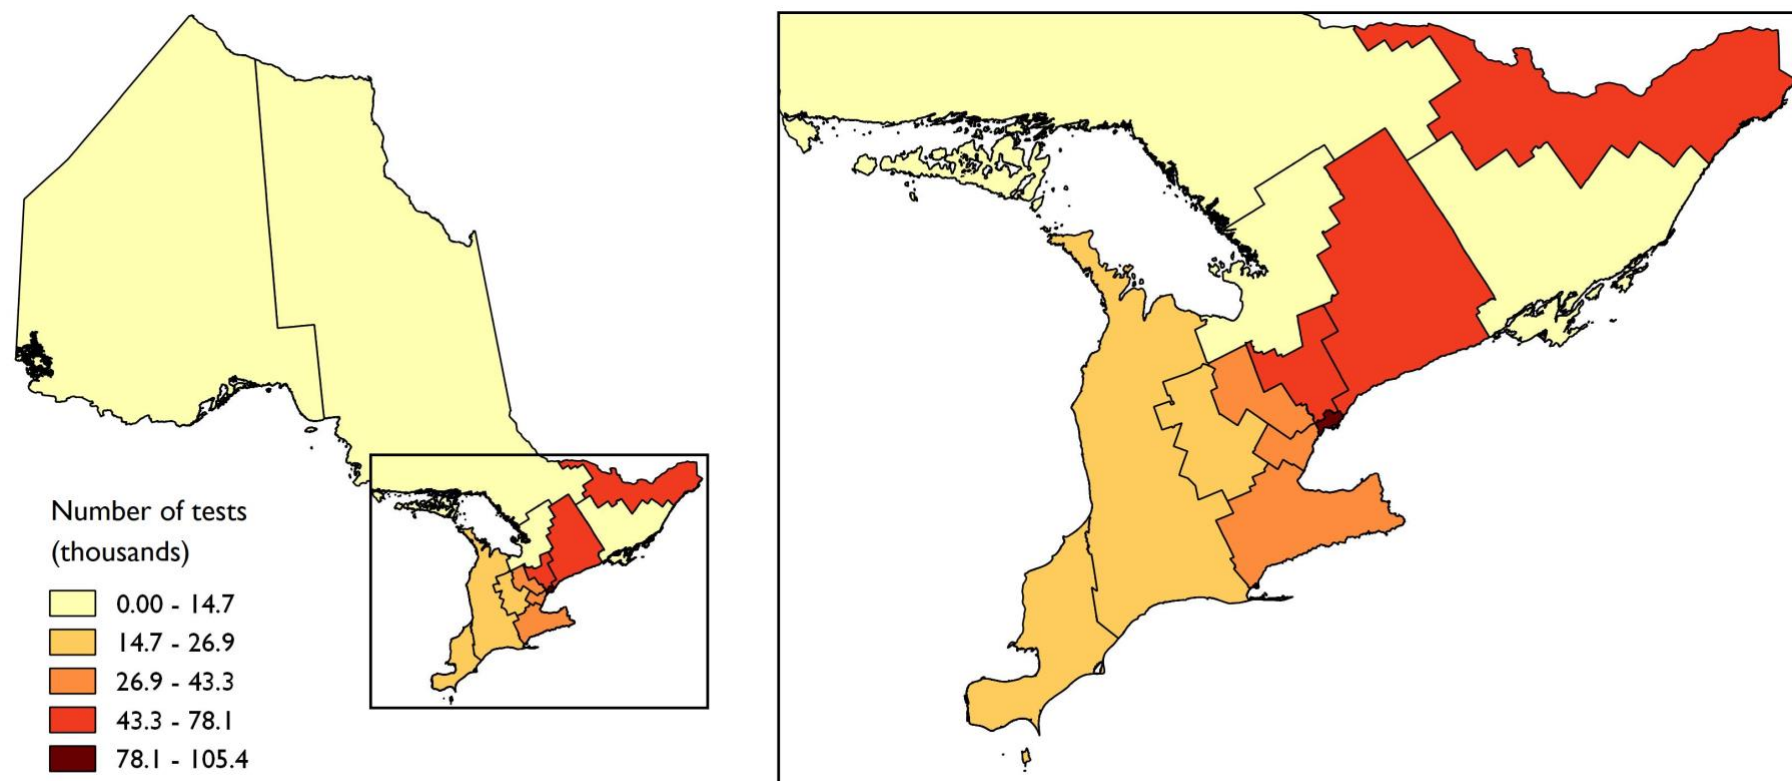 Number of tests
(thousands)
0.00 - 14.7
14.7 - 26.9
26.9 - 43.3
43.3 - 78.1
78.1 - 105.4